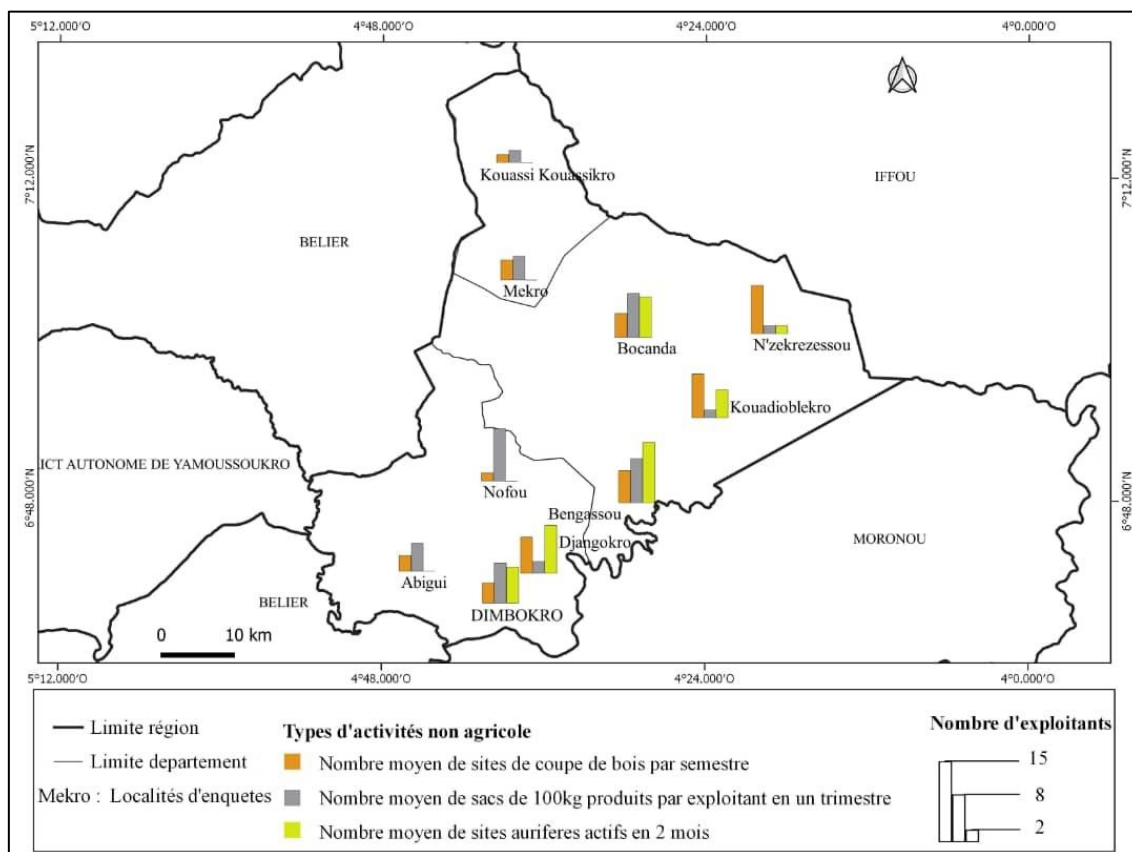 5°12.000'O 4°48.000'O 4°24.000'O 4°0.000'O
7°12.000'N
7°12.000'N
Kouassi Kouassikro
IFFOU
BELIER
Mekro
Bocanda
N'zekrezessou
Kouadioblekro
ICT AUTONOME DE YAMOUSSOUKRO
Nofou
6°48.000'N
6°48.000'N
Bengassou
Djangokro
MORONOU
Abigui
BELIER
DIMBOKRO
0 10 km
5°12.000'O 4°48.000'O 4°24.000'O 4°0.000'O
Limite région
Limite departement
Mekro : Localités d'enquetes
Types d'activités non agricole
Nombre moyen de sites de coupe de bois par semestre
Nombre moyen de sacs de 100kg produits par exploitant en un trimestre
Nombre moyen de sites auriferes actifs en 2 mois
Nombre d'exploitants
15
8
2